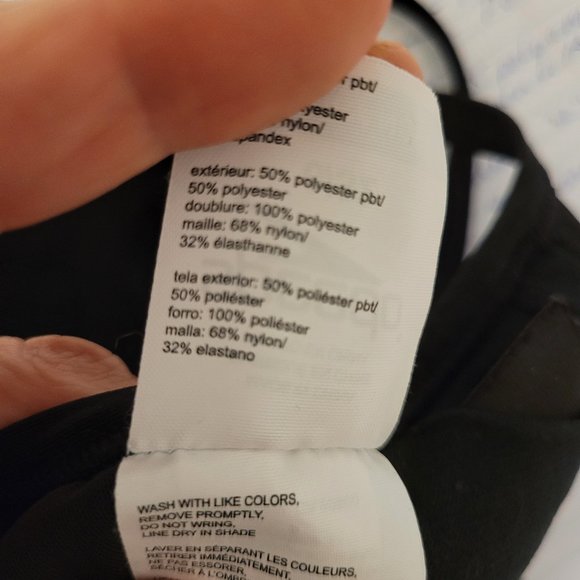 pbt/
nylon/
extérieur: 50% polyester pbt/
50% polyester
doublure: 100% polyester
maille: 68% nylon/
32% élasthanne
tela exterior: 50% poliéster pbt/
50% poliéster
forro: 100% poliéster
malla: 68% nylon/
32% elastano
WASH WITH LIKE COLORS,
REMOVE PROMPTLY,
DO NOT WRING,
LINE DRY IN SHADE
LAVER EN SÉPARANT LES COULEURS,
RETIRER IMMÉDIATEMENT,
NE PAS ESSORER,
SÉCHER À L'OMBRE